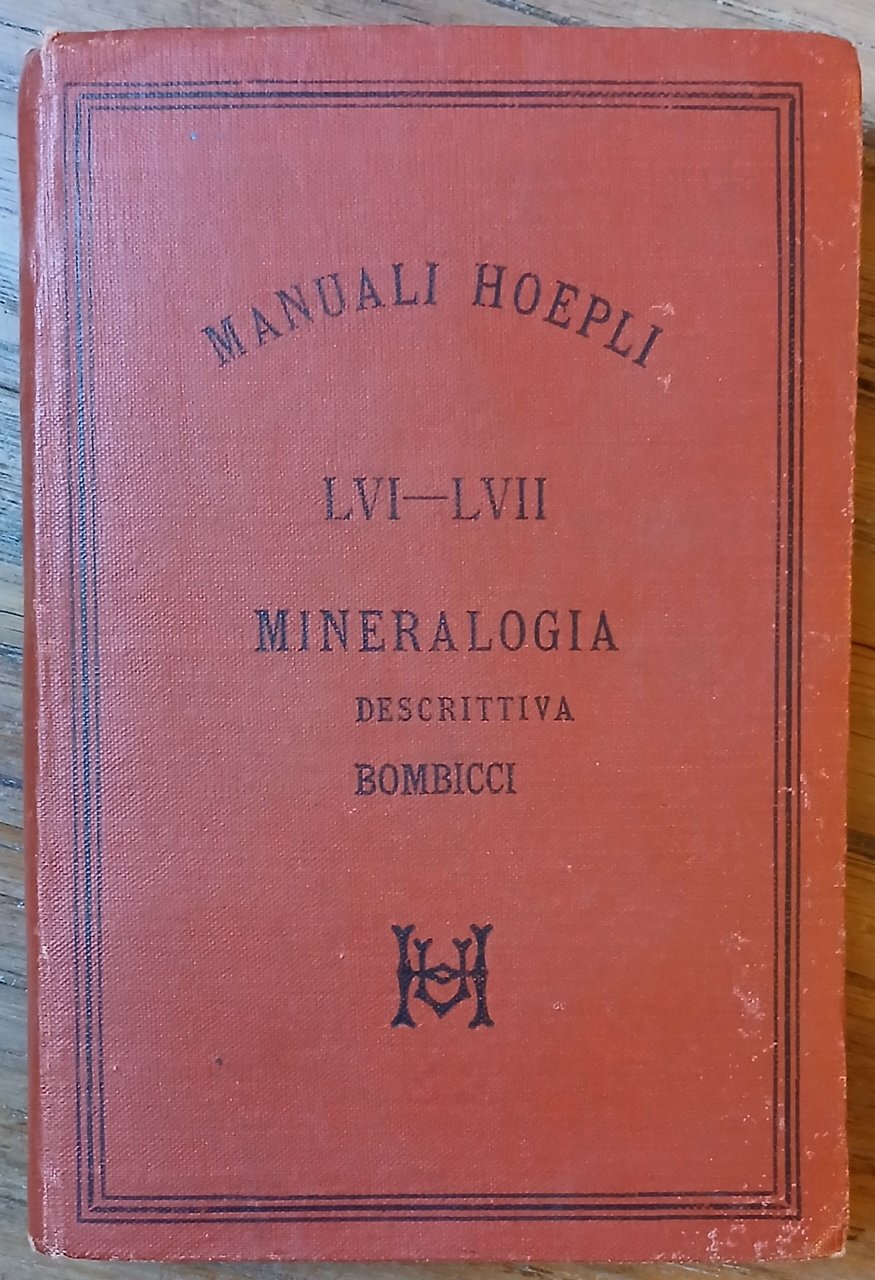 MANUALI HOEPLI
LVI—LVII
MINERALOGIA
DESCRITTIVA
BOMBICCI